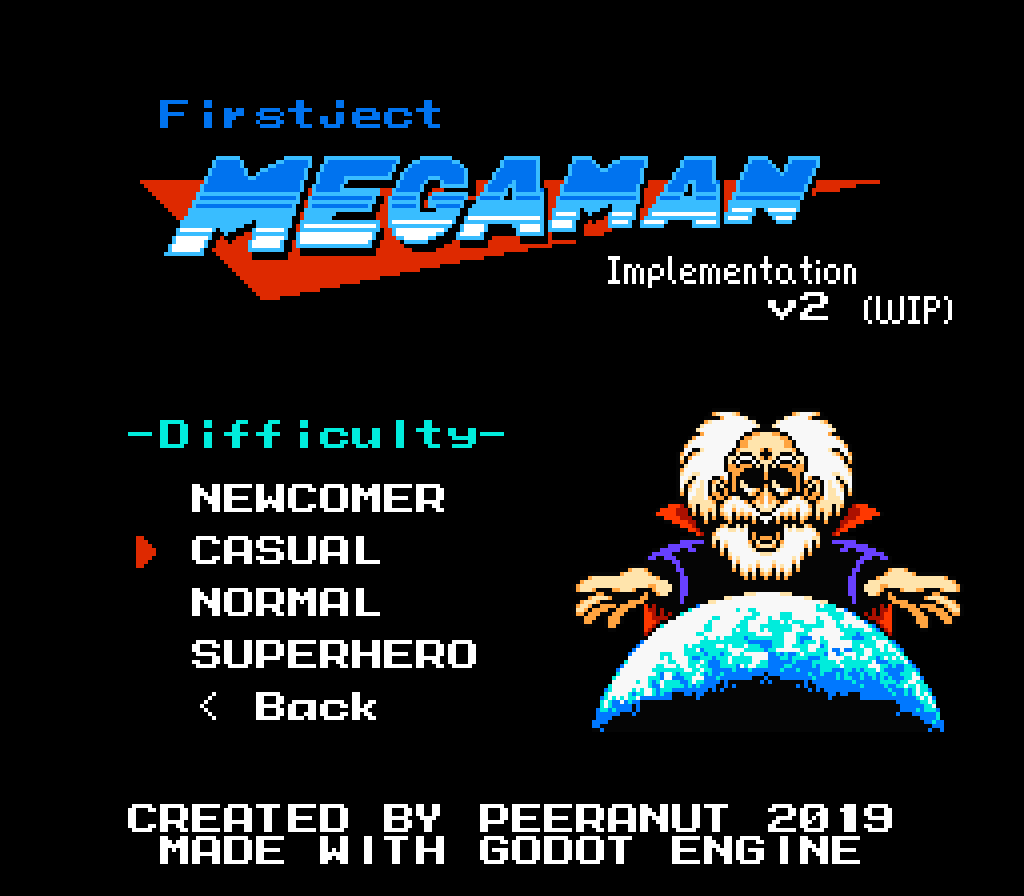 Firstject
MEGAMAN
Implementation
v2 (WIP)
-Difficulty-
NEWCOMER
CASUAL
NORMAL
SUPERHERO
< Back
CREATED BY PEERANUT 2019
MADE WITH GODOT ENGINE